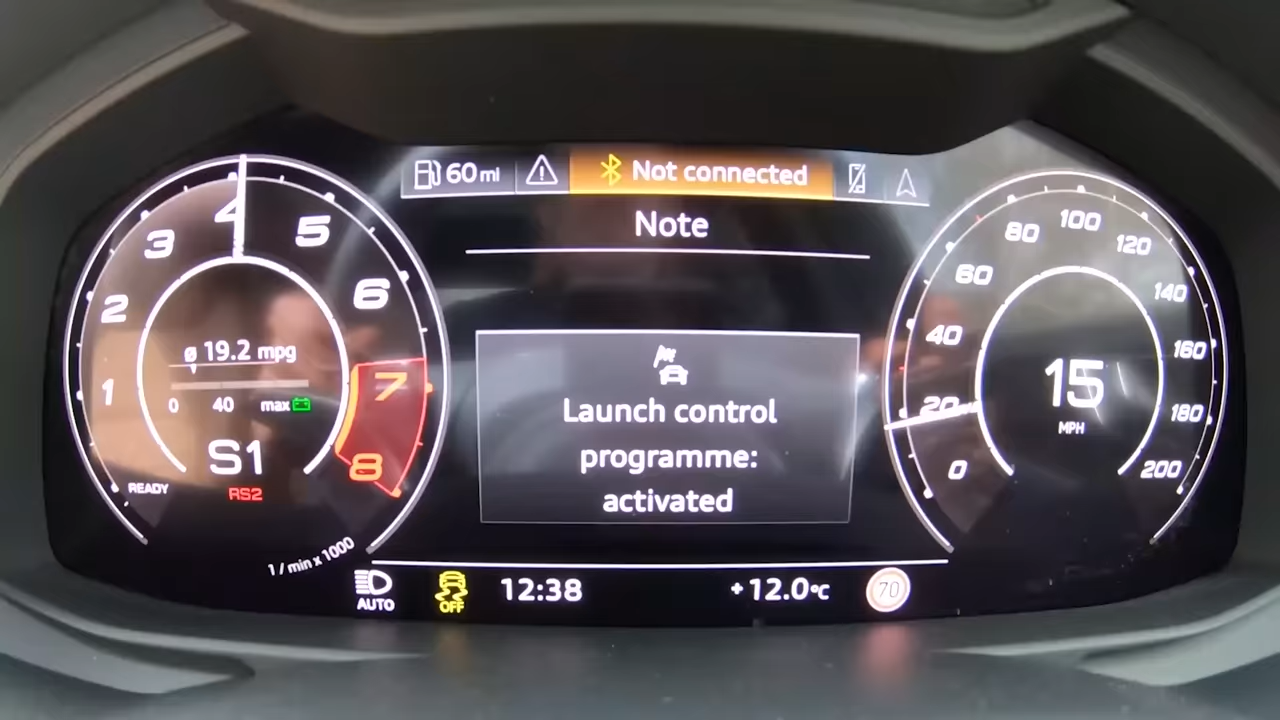 60 ml
Not connected
Note
1
2
3
4
5
6
7
8
ø 19.2 mpg
0 40 max
S1
READY
RS2
1 / min x 1000
Launch control
programme:
activated
0
20
40
60
80
100
120
140
160
180
200
15
MPH
AUTO
OFF
12:38
+12.0°C
70